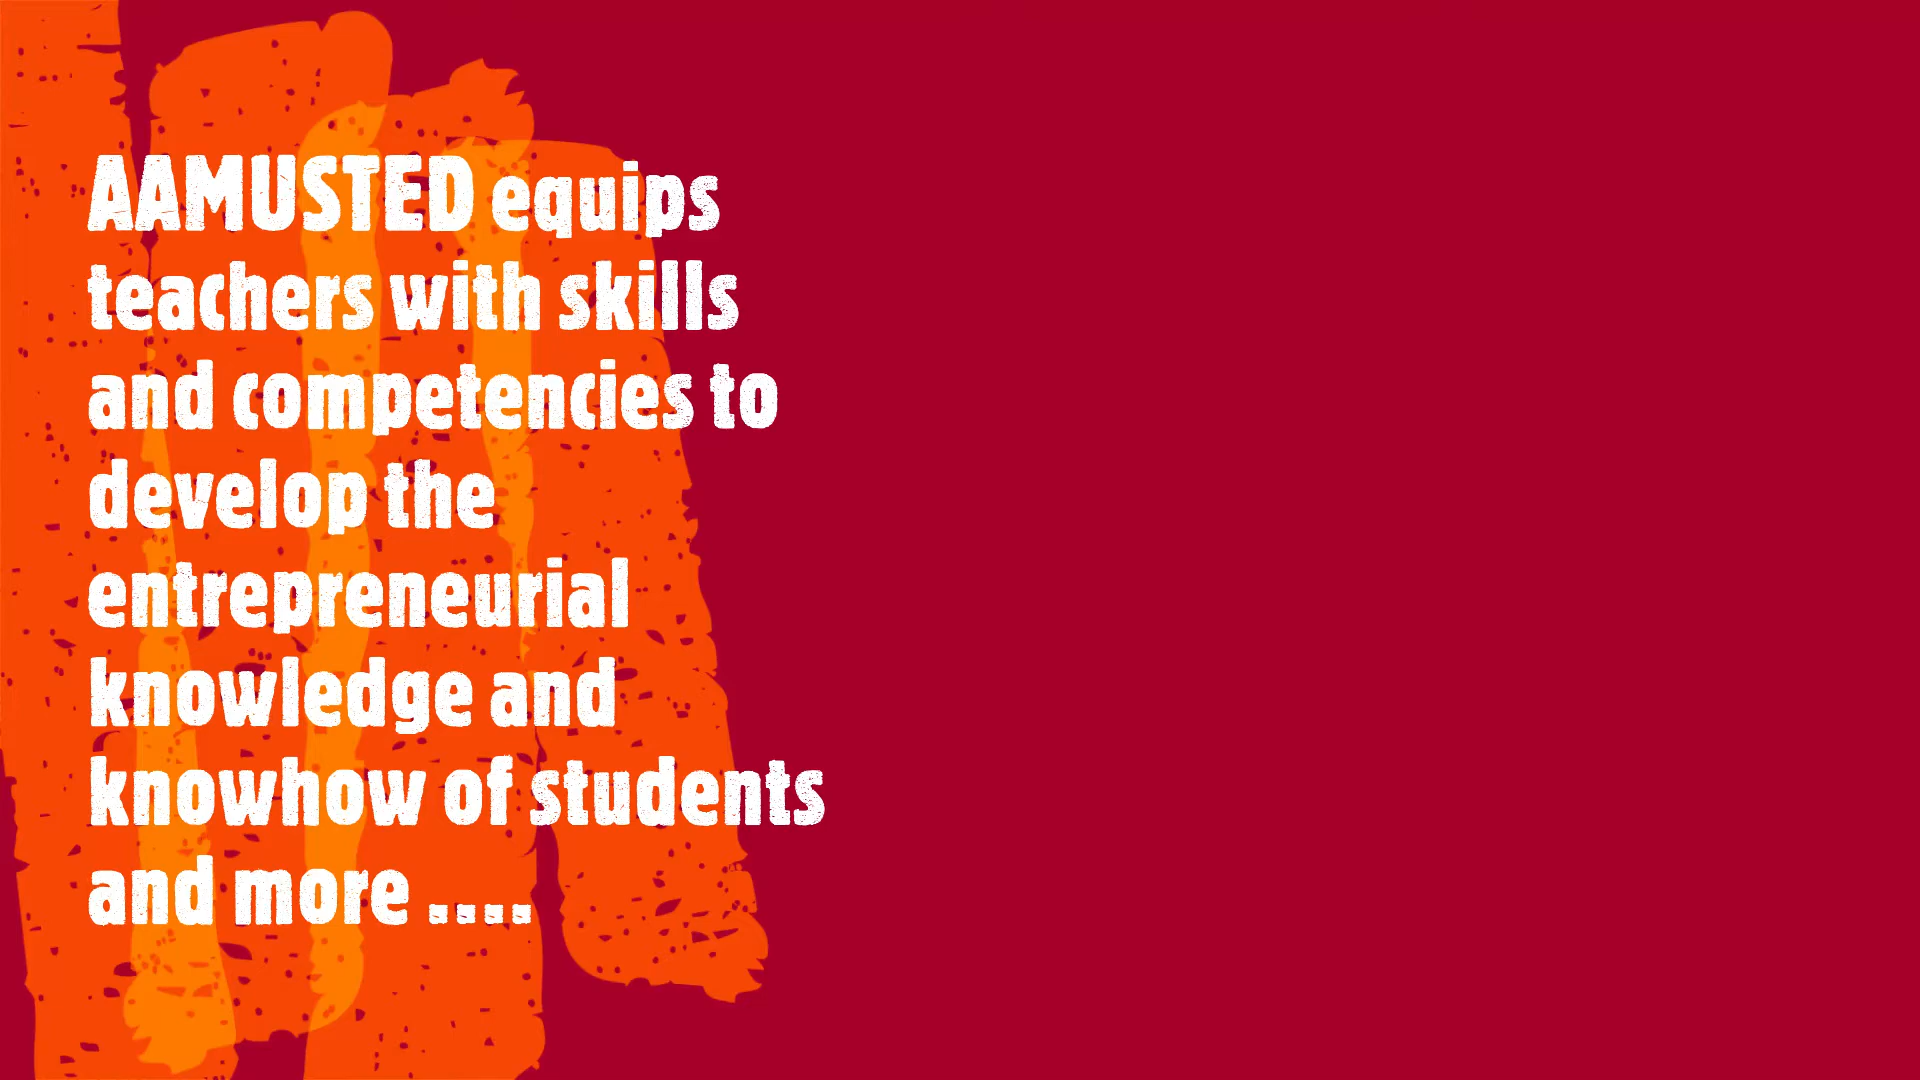 AAMUSTED equips
teachers with skills
and competencies to
develop the
entrepreneurial
knowledge and
knowhow of students
and more ....